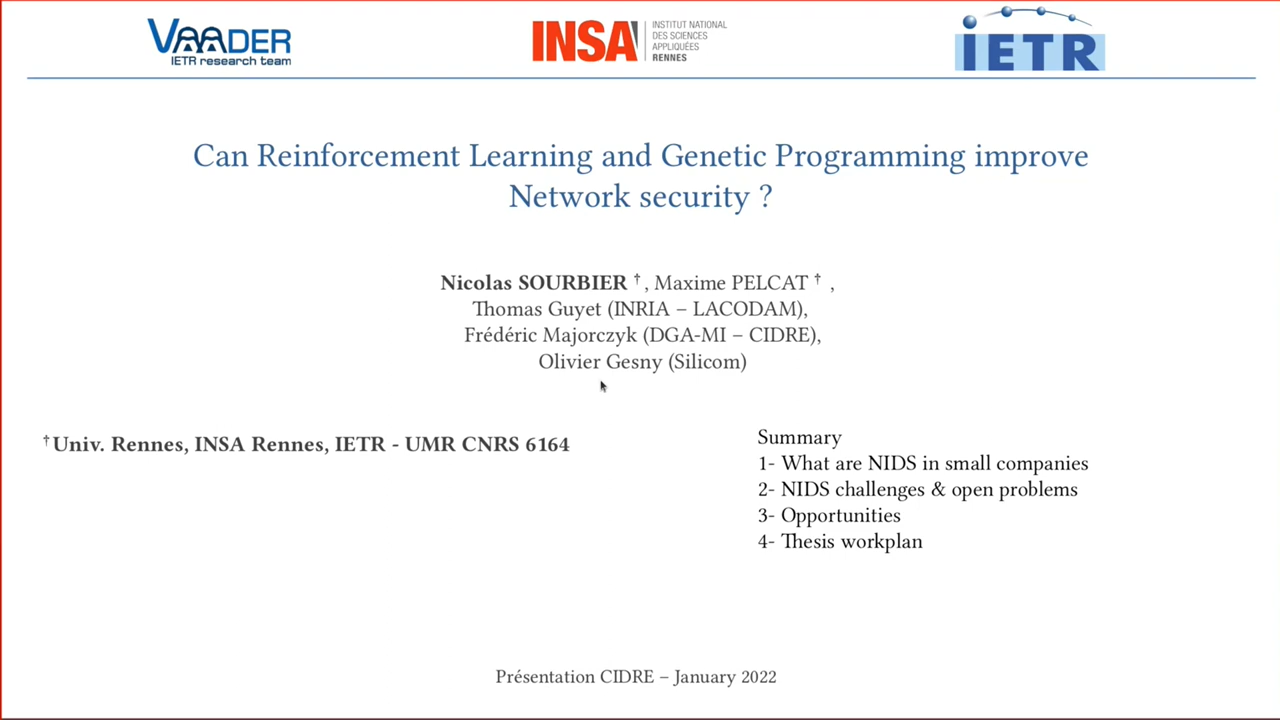 VAADER
IETR research team
INSA
INSTITUT NATIONAL
DES SCIENCES
APPLIQUÉES
RENNES
iETR
Can Reinforcement Learning and Genetic Programming improve
Network security ?
Nicolas SOURBIER †, Maxime PELCAT † ,
Thomas Guyet (INRIA – LACODAM),
Frédéric Majorczyk (DGA-MI – CIDRE),
Olivier Gesny (Silicom)
†Univ. Rennes, INSA Rennes, IETR - UMR CNRS 6164
Summary
1- What are NIDS in small companies
2- NIDS challenges & open problems
3- Opportunities
4- Thesis workplan
Présentation CIDRE – January 2022